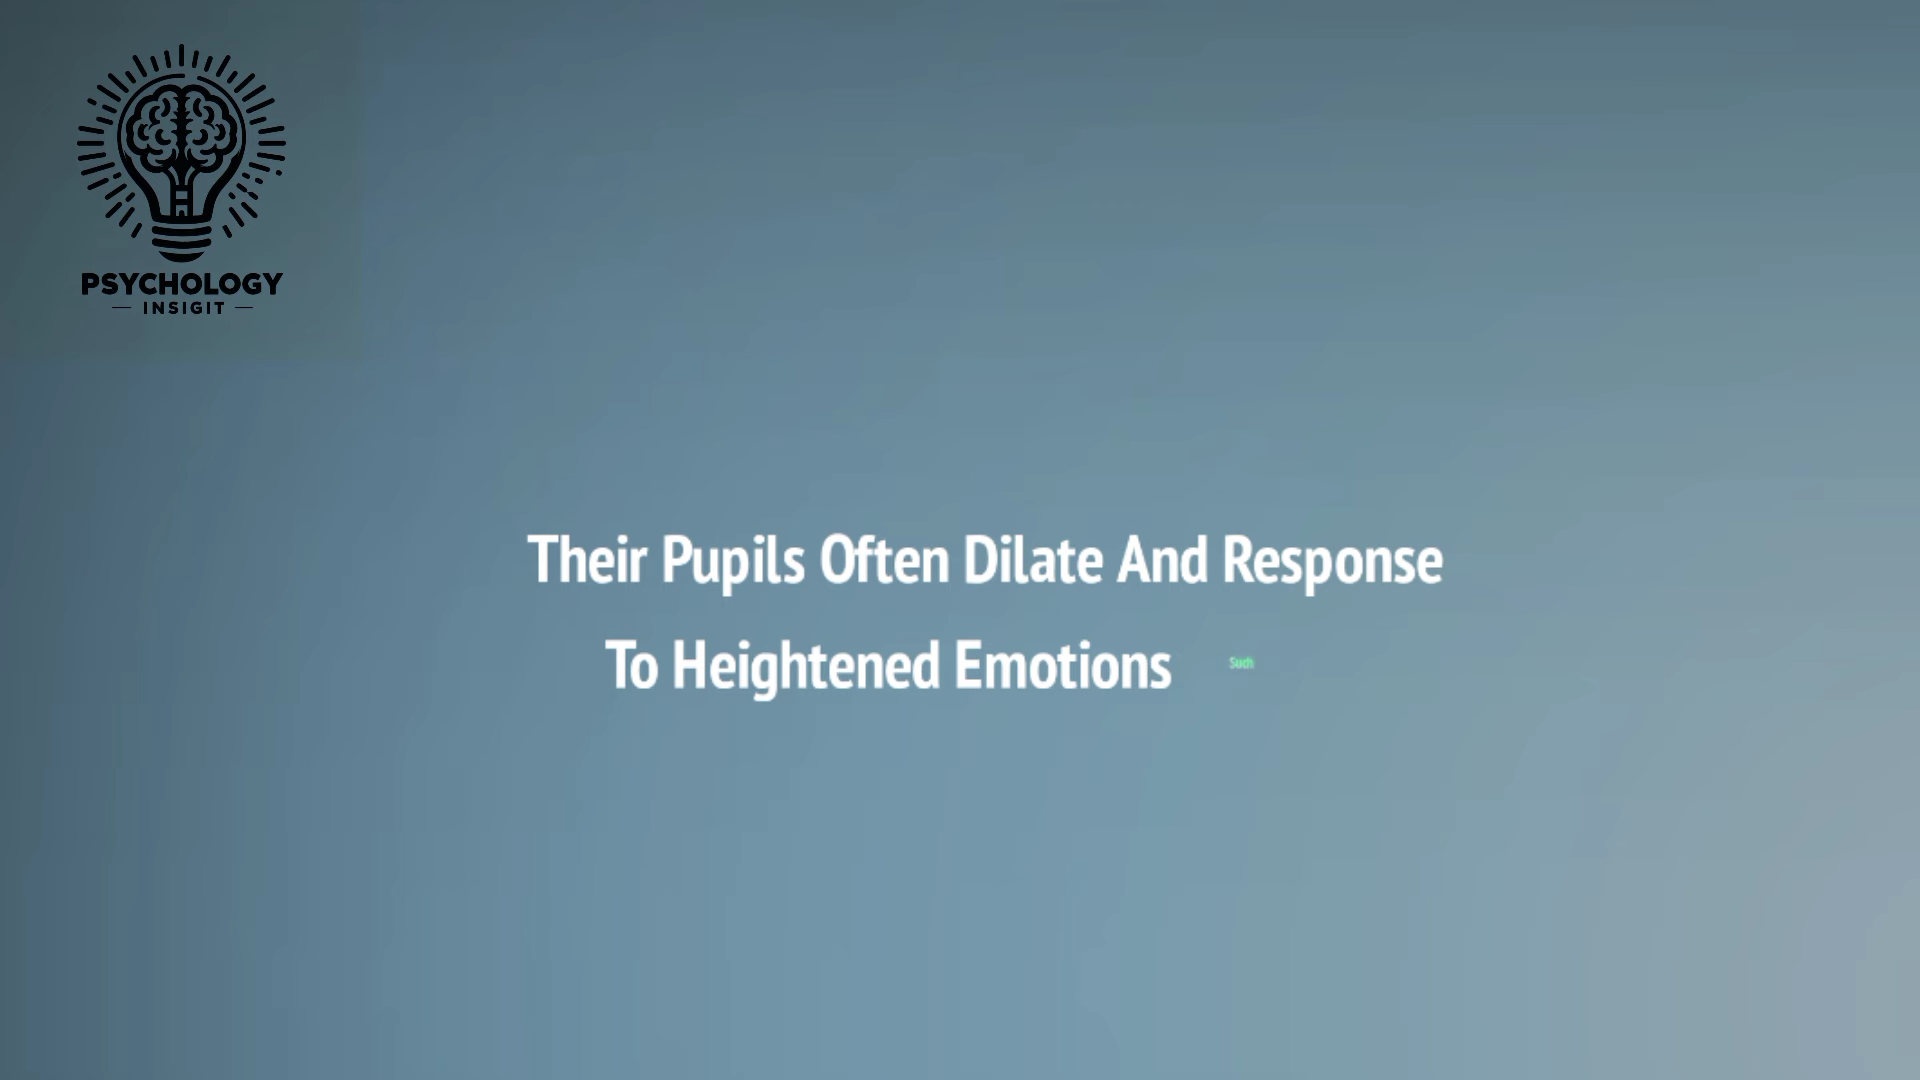 PSYCHOLOGY
INSIGIT
Their Pupils Often Dilate And Response
To Heightened Emotions Such